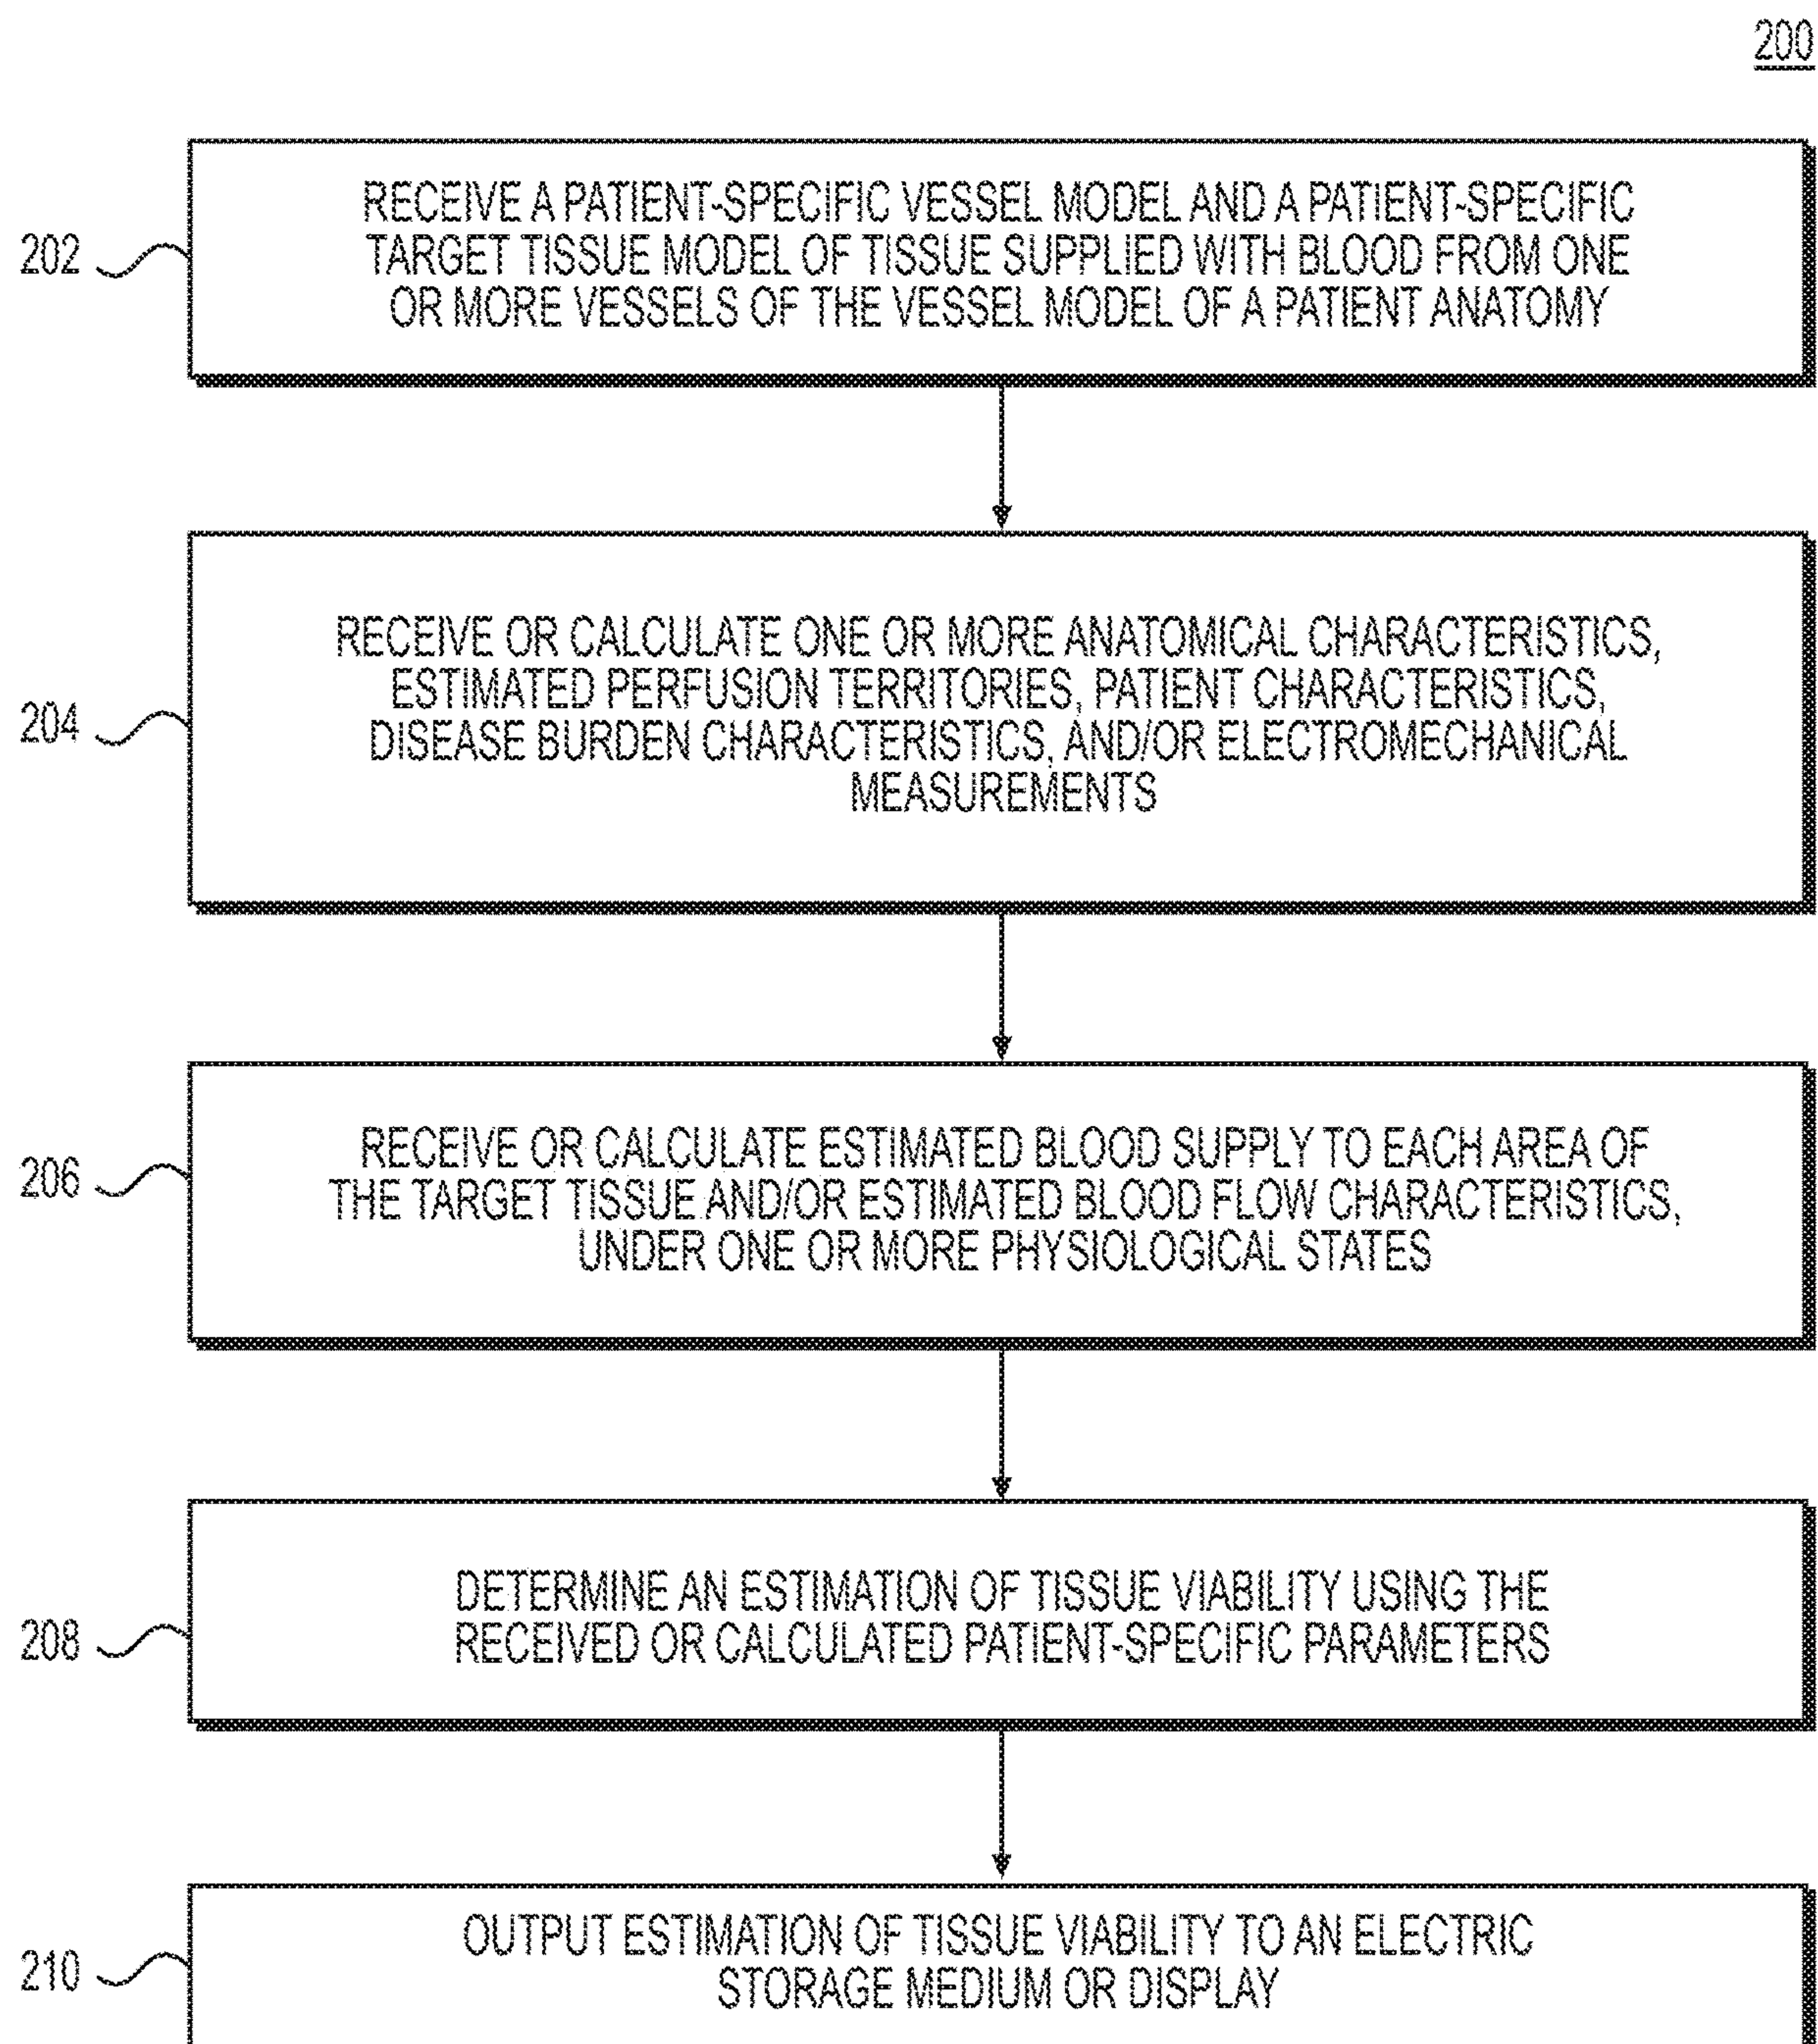 200
202
RECEIVE A PATIENT-SPECIFIC VESSEL MODEL AND A PATIENT-SPECIFIC
TARGET TISSUE MODEL OF TISSUE SUPPLIED WITH BLOOD FROM ONE
OR MORE VESSELS OF THE VESSEL MODEL OF A PATIENT ANATOMY
204
RECEIVE OR CALCULATE ONE OR MORE ANATOMICAL CHARACTERISTICS,
ESTIMATED PERFUSION TERRITORIES, PATIENT CHARACTERISTICS,
DISEASE BURDEN CHARACTERISTICS, AND/OR ELECTROMECHANICAL
MEASUREMENTS
206
RECEIVE OR CALCULATE ESTIMATED BLOOD SUPPLY TO EACH AREA OF
THE TARGET TISSUE AND/OR ESTIMATED BLOOD FLOW CHARACTERISTICS,
UNDER ONE OR MORE PHYSIOLOGICAL STATES
208
DETERMINE AN ESTIMATION OF TISSUE VIABILITY USING THE
RECEIVED OR CALCULATED PATIENT-SPECIFIC PARAMETERS
210
OUTPUT ESTIMATION OF TISSUE VIABILITY TO AN ELECTRIC
STORAGE MEDIUM OR DISPLAY